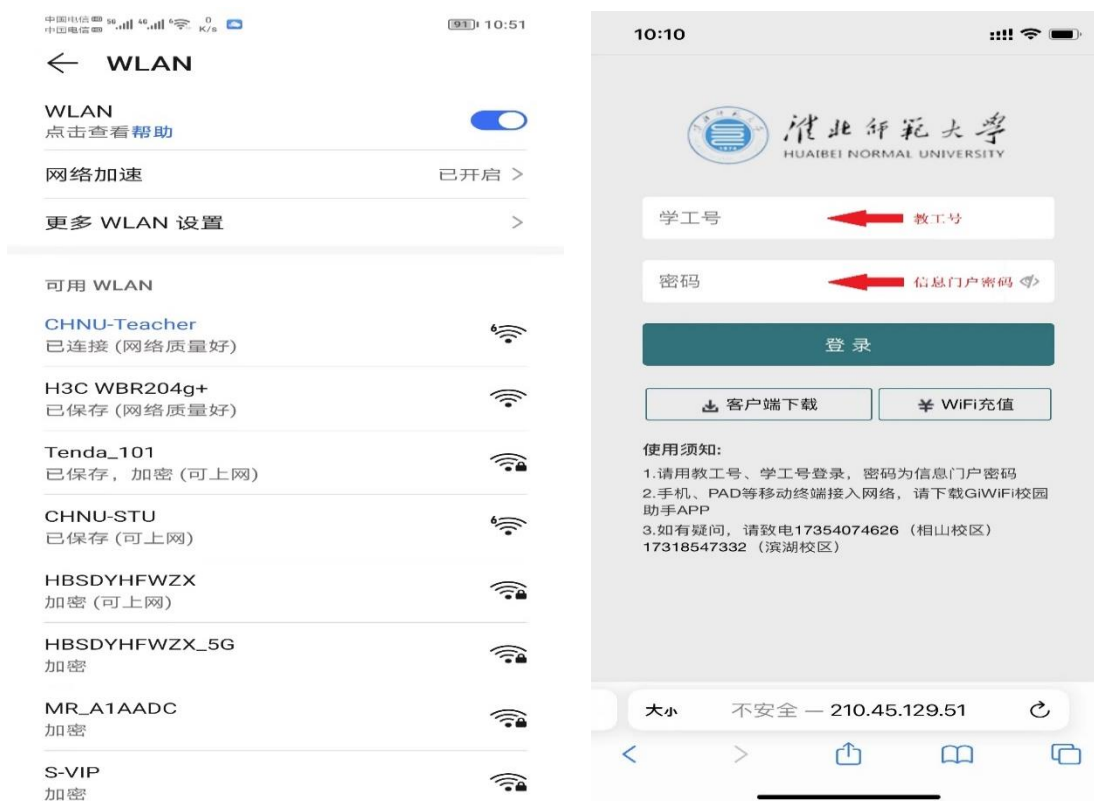 中国电信HD 5G 4G 6 0
中国电信HD K/s 91 10:51
WLAN
WLAN
点击查看帮助
网络加速 已开启 >
更多 WLAN 设置 >
可用 WLAN
CHNU-Teacher
已连接 (网络质量好)
H3C WBR204g+
已保存 (网络质量好)
Tenda_101
已保存，加密 (可上网)
CHNU-STU
已保存 (可上网)
HBSDYHFWZX
加密 (可上网)
HBSDYHFWZX_5G
加密
MR_A1AADC
加密
S-VIP
加密
10:10
淮北师范大学
HUAIBEI NORMAL UNIVERSITY
学工号 教工号
密码 信息门户密码
登 录
客户端下载 ¥ WiFi充值
使用须知:
1.请用教工号、学工号登录，密码为信息门户密码
2.手机、PAD等移动终端接入网络，请下载GiWiFi校园
助手APP
3.如有疑问，请致电17354074626（相山校区）
17318547332（滨湖校区）
大小 不安全 — 210.45.129.51